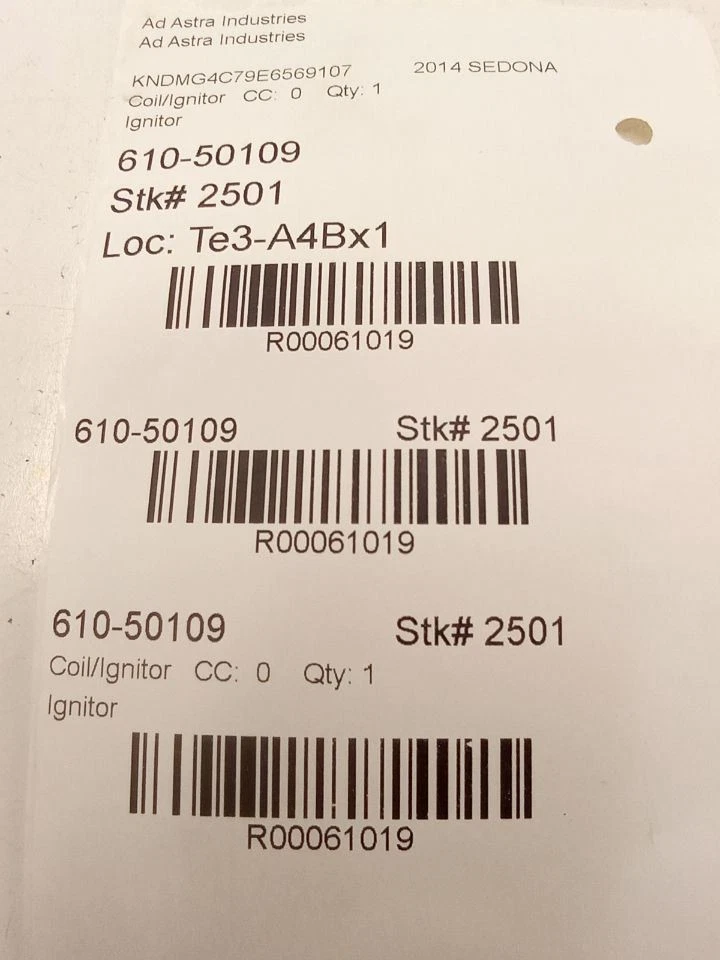 Ad Astra Industries
Ad Astra Industries
KNDMG4C79E6569107 2014 SEDONA
Coil/Ignitor CC: 0 Qty: 1
Ignitor
610-50109
Stk# 2501
Loc: Te3-A4Bx1
R00061019
610-50109 Stk# 2501
R00061019
610-50109 Stk# 2501
Coil/Ignitor CC: 0 Qty: 1
Ignitor
R00061019